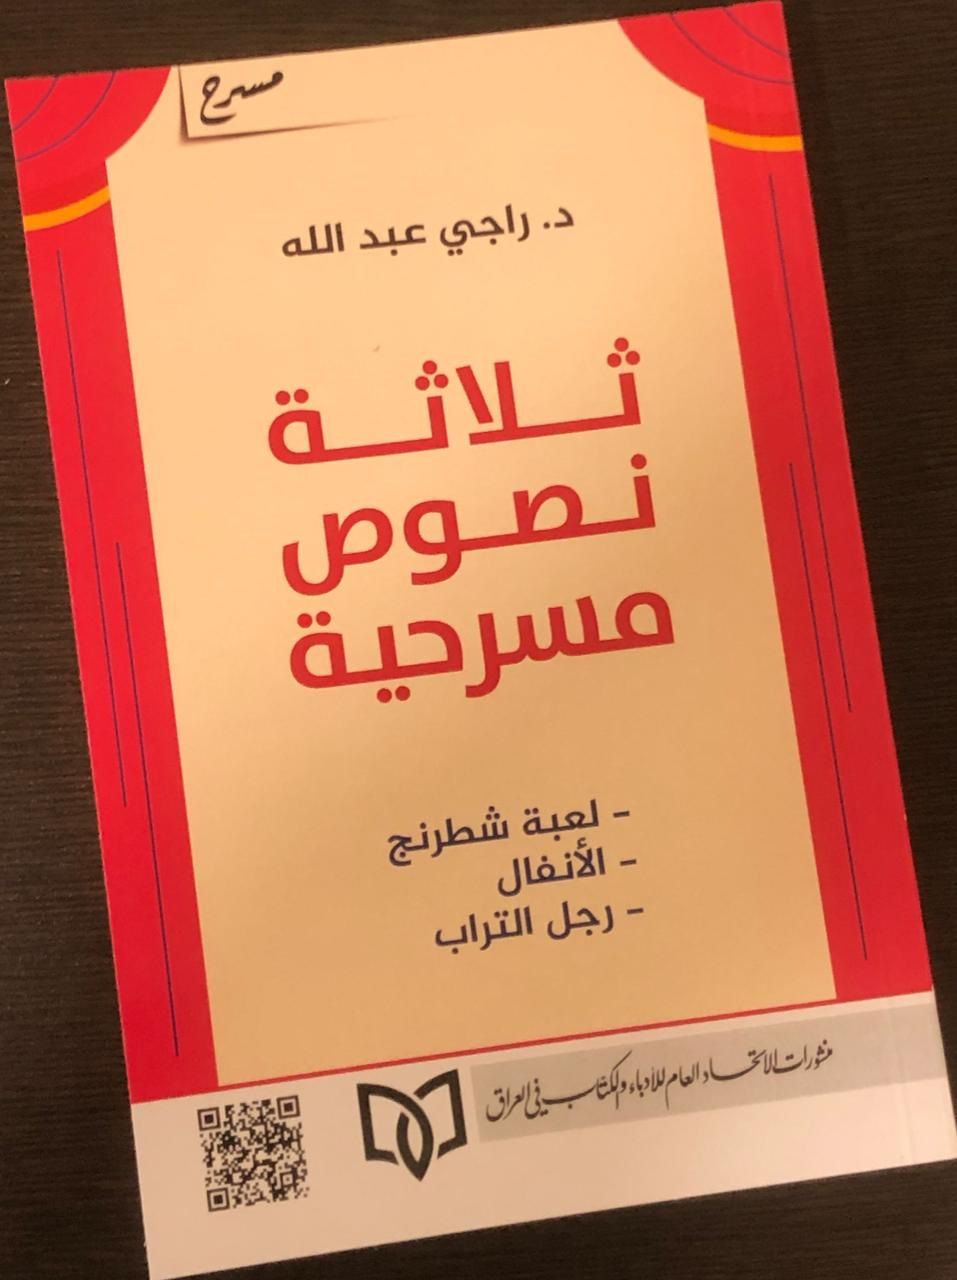 مسرح
د. راجي عبد الله
ثلاثة
نصوص
مسرحية
- لعبة شطرنج
- الأنفال
- رجل التراب
منشورات الاتحاد العام للأدباء والكتاب في العراق